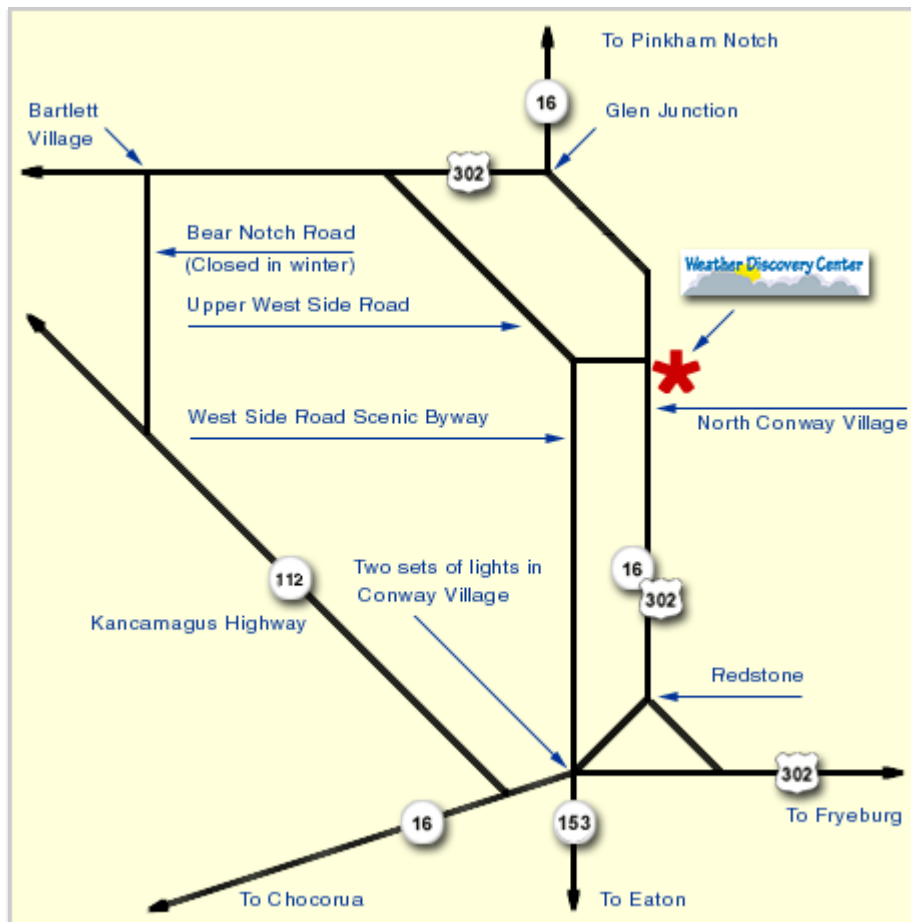 To Pinkham Notch
16
Bartlett
Village
Glen Junction
302
Bear Notch Road
(Closed in winter)
Weather Discovery Center
Upper West Side Road
West Side Road Scenic Byway
North Conway Village
Two sets of lights in
Conway Village
16
112
302
Kancamagus Highway
Redstone
302
To Fryeburg
16
153
To Chocorua
To Eaton